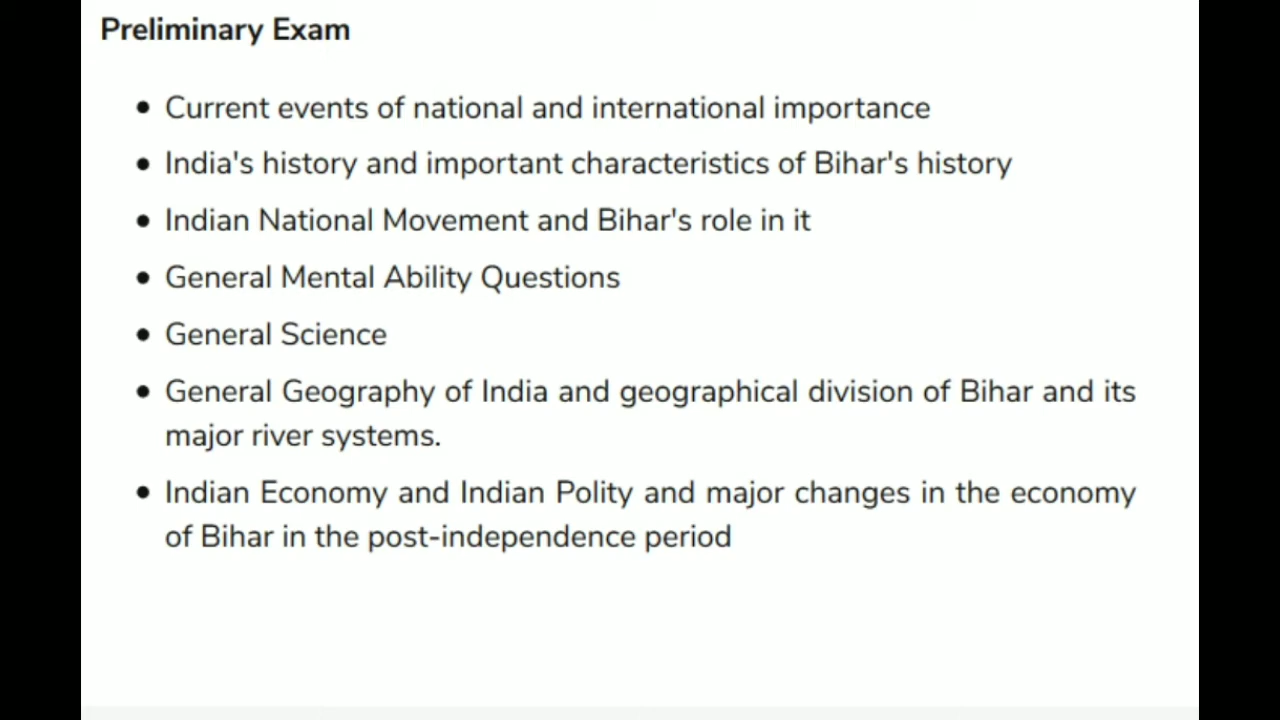 Preliminary Exam
• Current events of national and international importance
• India's history and important characteristics of Bihar's history
• Indian National Movement and Bihar's role in it
• General Mental Ability Questions
• General Science
• General Geography of India and geographical division of Bihar and its
major river systems.
• Indian Economy and Indian Polity and major changes in the economy
of Bihar in the post-independence period